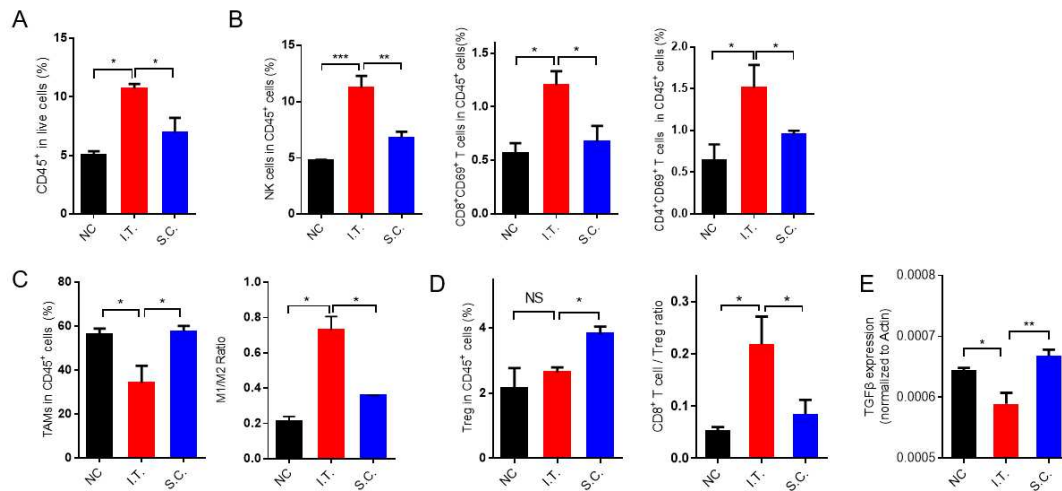 A
CD45+ in live cells (%)
15
10
5
0
*
*
NC
I.T.
S.C.
B
NK cells in CD45+ cells (%)
15
10
5
0
***
**
NC
I.T.
S.C.
CD8+CD69+ T cells in CD45+ cells(%)
1.5
1.0
0.5
0.0
*
*
NC
I.T.
S.C.
CD4+CD69+ T cells in CD45+ cells (%)
2.0
1.5
1.0
0.5
0.0
*
*
NC
I.T.
S.C.
C
TAMs in CD45+ cells (%)
80
60
40
20
0
*
*
NC
I.T.
S.C.
M1/M2 Ratio
1.0
0.8
0.6
0.4
0.2
0.0
*
*
NC
I.T.
S.C.
D
Treg in CD45+ cells (%)
6
4
2
0
NS
*
NC
I.T.
S.C.
CD8+ T cell / Treg ratio
0.3
0.2
0.1
0.0
*
*
NC
I.T.
S.C.
E
TGFβ expression
(normalized to Actin)
0.0008
0.0007
0.0006
0.0005
*
**
NC
I.T.
S.C.